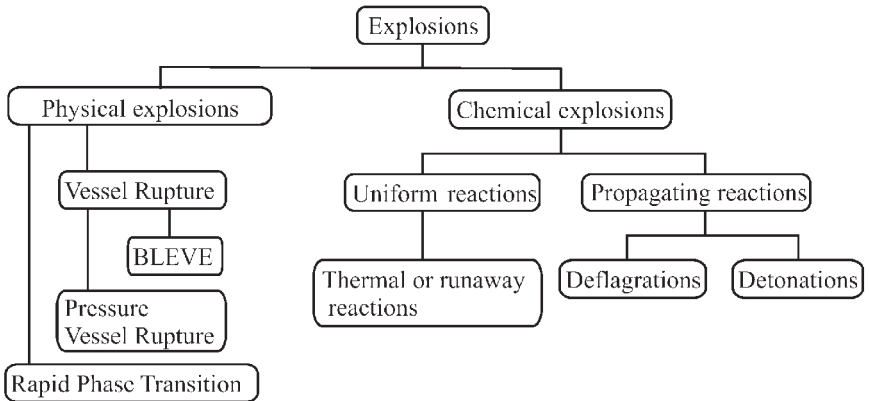 Explosions
Physical explosions
Chemical explosions
Vessel Rupture
Uniform reactions
Propagating reactions
BLEVE
Thermal or runaway
reactions
Deflagrations
Detonations
Pressure
Vessel Rupture
Rapid Phase Transition